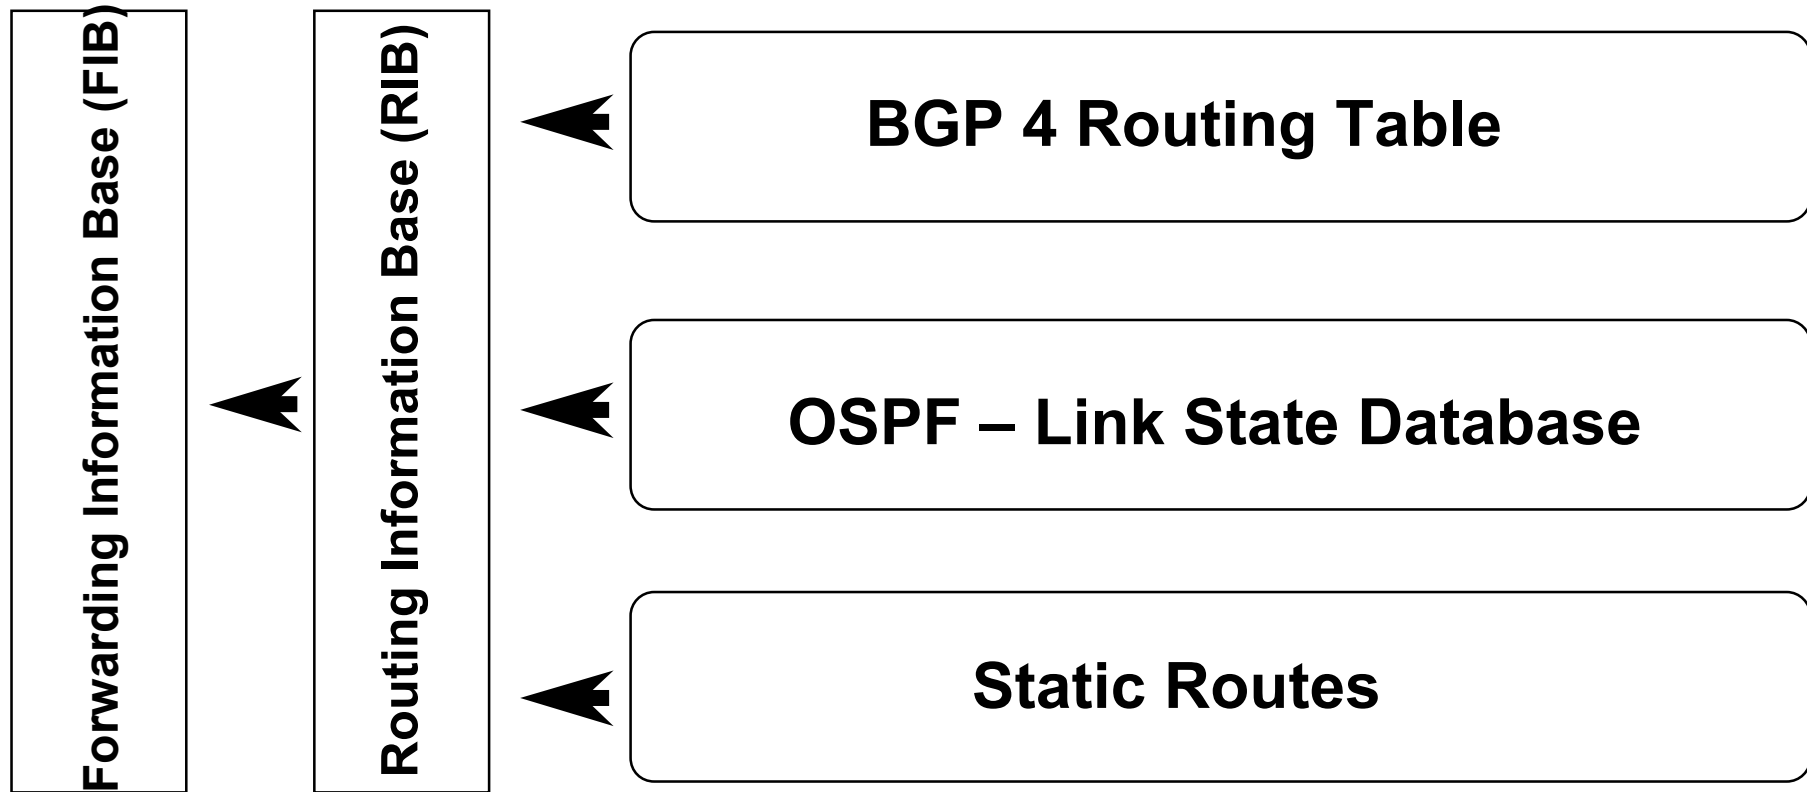 Forwarding Information Base (FIB)
Routing Information Base (RIB)
BGP 4 Routing Table
OSPF – Link State Database
Static Routes